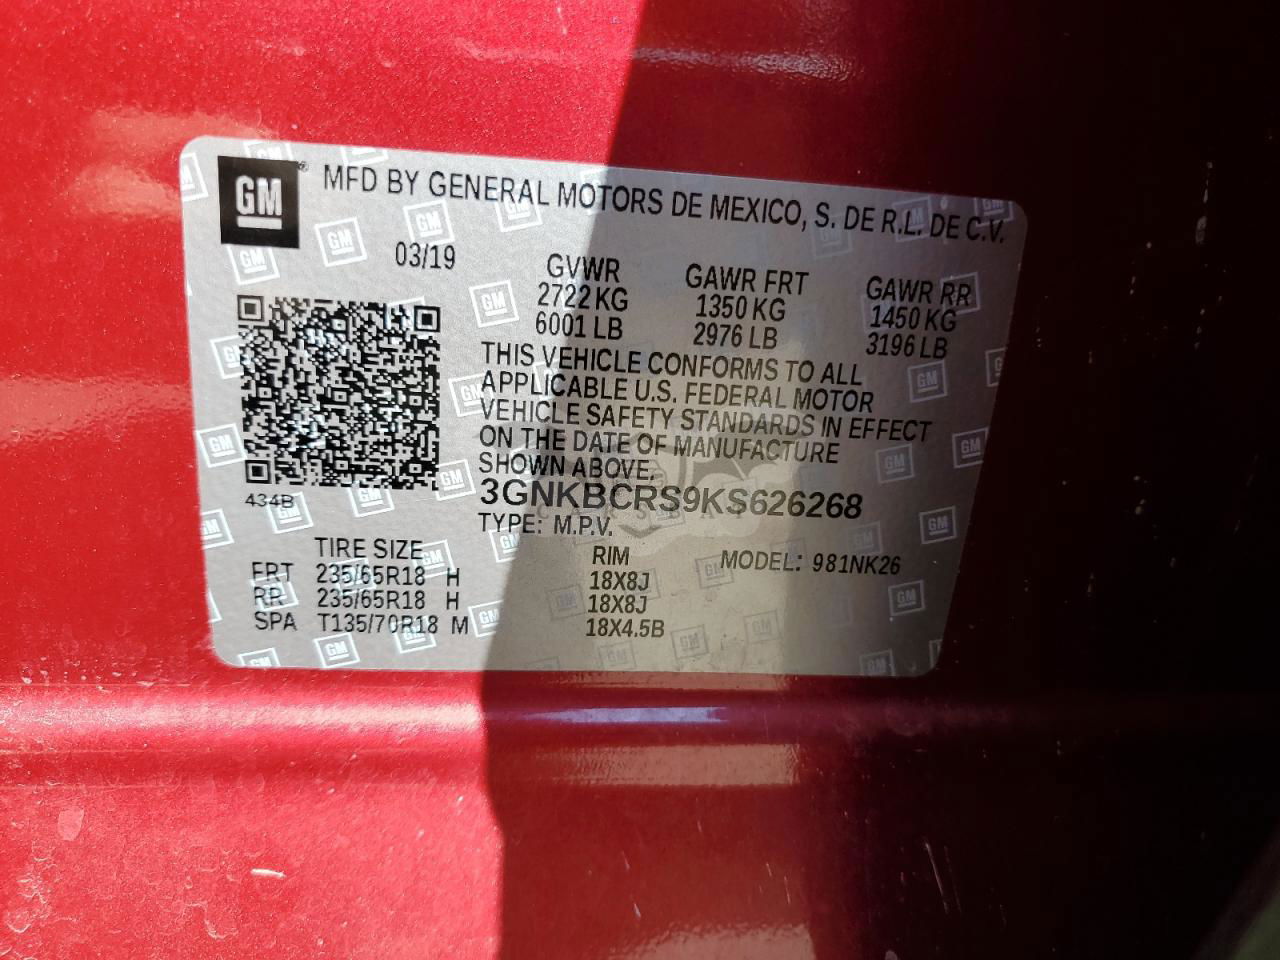 GM MFD BY GENERAL MOTORS DE MEXICO, S. DE R.L. DE C.V.
03/19
GVWR GAWR FRT GAWR RR
2722 KG 1350 KG 1450 KG
6001 LB 2976 LB 3196 LB
THIS VEHICLE CONFORMS TO ALL
APPLICABLE U.S. FEDERAL MOTOR
VEHICLE SAFETY STANDARDS IN EFFECT
ON THE DATE OF MANUFACTURE
SHOWN ABOVE.
3GNKBCRS9KS626268
434B
TYPE: M.P.V.
TIRE SIZE RIM MODEL: 981NK26
FRT 235/65R18 H 18X8J
RR 235/65R18 H 18X8J
SPA T135/70R18 M 18X4.5B